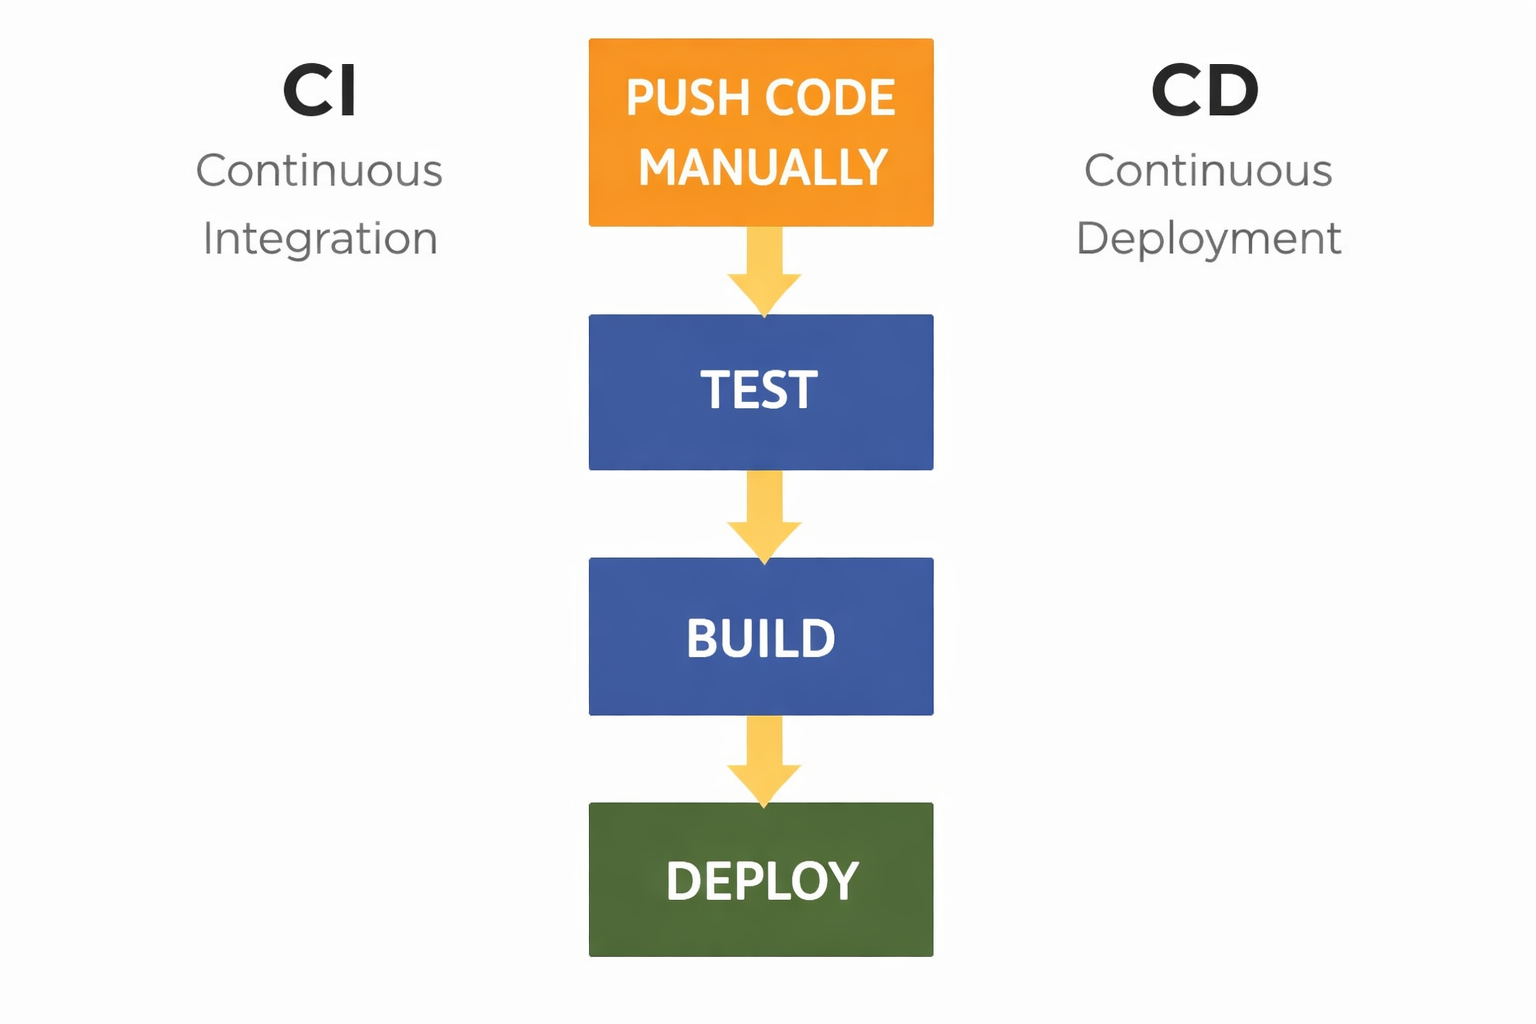 CI
Continuous
Integration
PUSH CODE
MANUALLY
TEST
BUILD
DEPLOY
CD
Continuous
Deployment